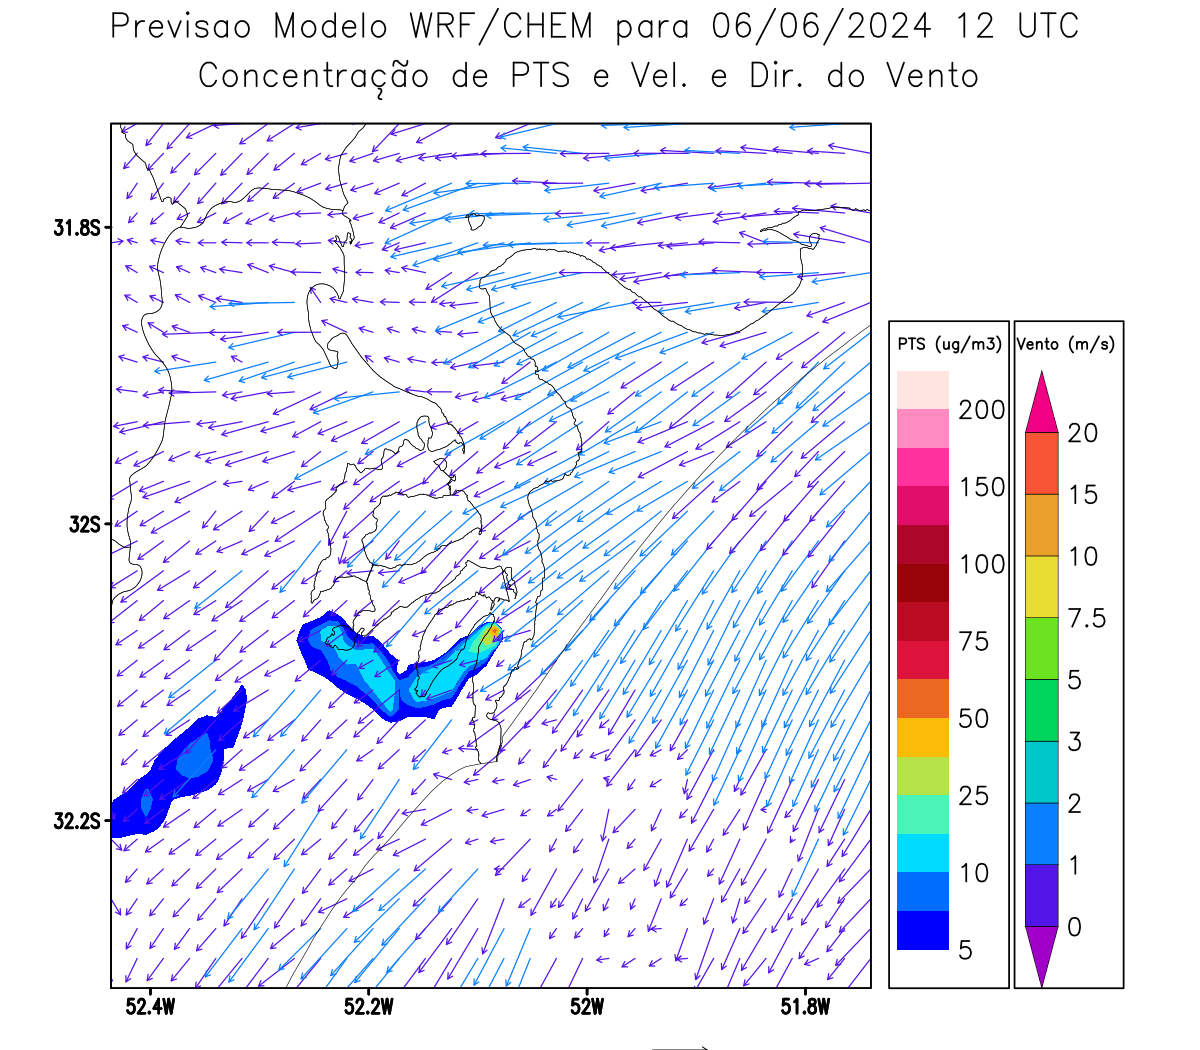 Previsao Modelo WRF/CHEM para 06/06/2024 12 UTC
Concentração de PTS e Vel. e Dir. do Vento
31.8S
32S
32.2S
52.4W
52.2W
52W
51.8W
PTS (ug/m3)
200
150
100
75
50
25
10
5
Vento (m/s)
20
15
10
7.5
5
3
2
1
0